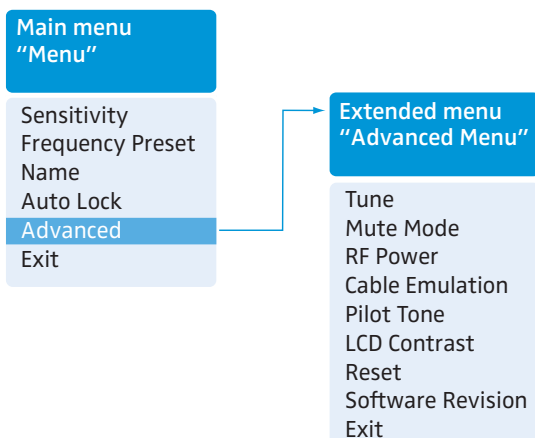 Main menu
“Menu”
Sensitivity
Frequency Preset
Name
Auto Lock
Advanced
Exit
Extended menu
“Advanced Menu”
Tune
Mute Mode
RF Power
Cable Emulation
Pilot Tone
LCD Contrast
Reset
Software Revision
Exit